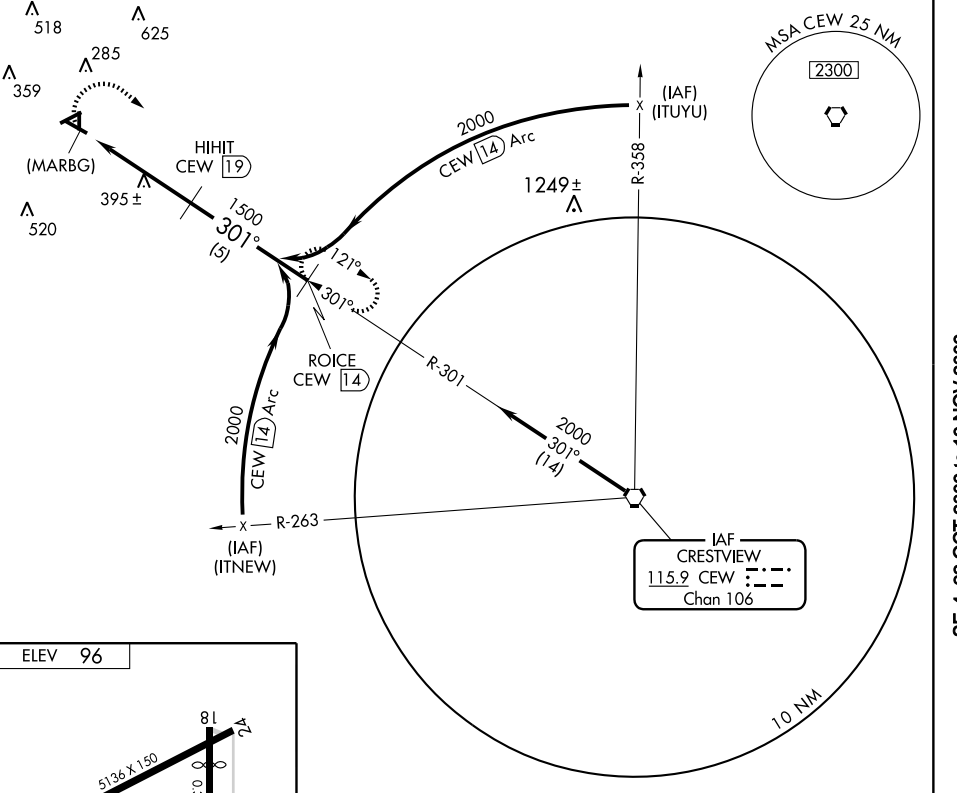 518
625
285
359
(MARBG)
HIHIT
CEW 19
395 ±
520
1500
301°
(5)
2000
CEW 14 Arc
(IAF)
(ITUYU)
R-358
1249±
MSA CEW 25 NM
2300
121°
301°
ROICE
CEW 14
R-301
2000
301°
(14)
2000
CEW 14 Arc
R-263
(IAF)
(ITNEW)
IAF
CRESTVIEW
115.9 CEW
Chan 106
10 NM
ELEV 96
18
24
5136 X 150